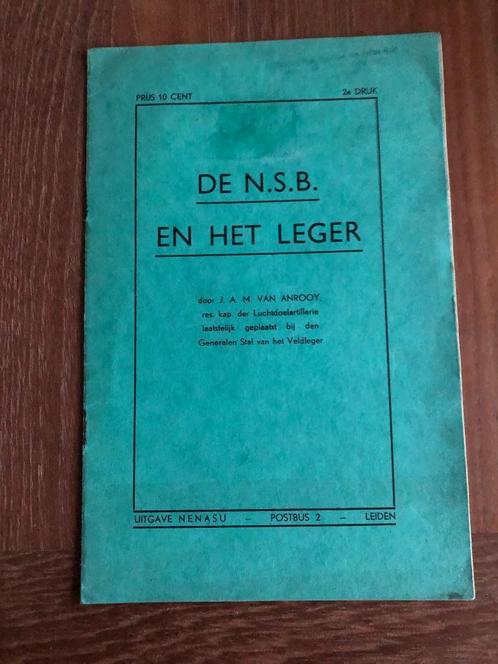 PRIJS 10 CENT 2e DRUK
DE N.S.B.
EN HET LEGER
door J. A. M. VAN ANROOY,
res. kap. der Luchtdoelartillerie
laatstelijk geplaatst bij den
Generalen Staf van het Veldleger
UITGAVE NENASU – POSTBUS 2 – LEIDEN